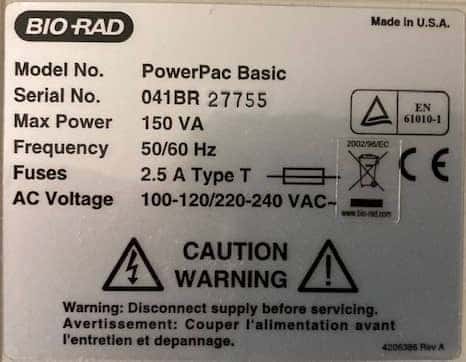 BIO-RAD
Made in U.S.A.
Model No. PowerPac Basic
Serial No. 041BR 27755
Max Power 150 VA
Frequency 50/60 Hz
Fuses 2.5 A Type T
AC Voltage 100-120/220-240 VAC~
EN
61010-1
2002/96/EC
CE
www.bio-rad.com
CAUTION
WARNING
Warning: Disconnect supply before servicing.
Avertissement: Couper l'alimentation avant
l'entretien et depannage.
4206386 Rev A